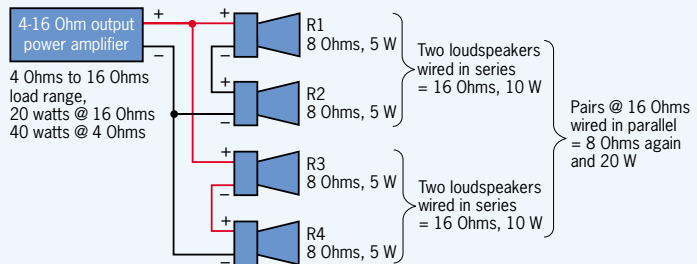 4-16 Ohm output
power amplifier
+
−
4 Ohms to 16 Ohms
load range,
20 watts @ 16 Ohms
40 watts @ 4 Ohms
+
−
R1
8 Ohms, 5 W
+
−
R2
8 Ohms, 5 W
Two loudspeakers
wired in series
= 16 Ohms, 10 W
+
−
R3
8 Ohms, 5 W
+
−
R4
8 Ohms, 5 W
Two loudspeakers
wired in series
= 16 Ohms, 10 W
Pairs @ 16 Ohms
wired in parallel
= 8 Ohms again
and 20 W